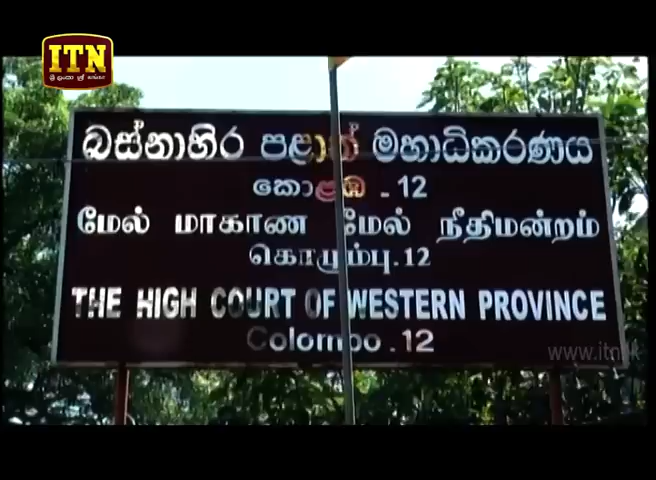 ITN
ශ්‍රී ලංකා
බස්නාහිර පළාත් මහාධිකරණය
කොළඹ - 12
மேல் மாகாண மேல் நீதிமன்றம்
கொழும்பு.12
THE HIGH COURT OF WESTERN PROVINCE
Colombo .12
www.itn.lk